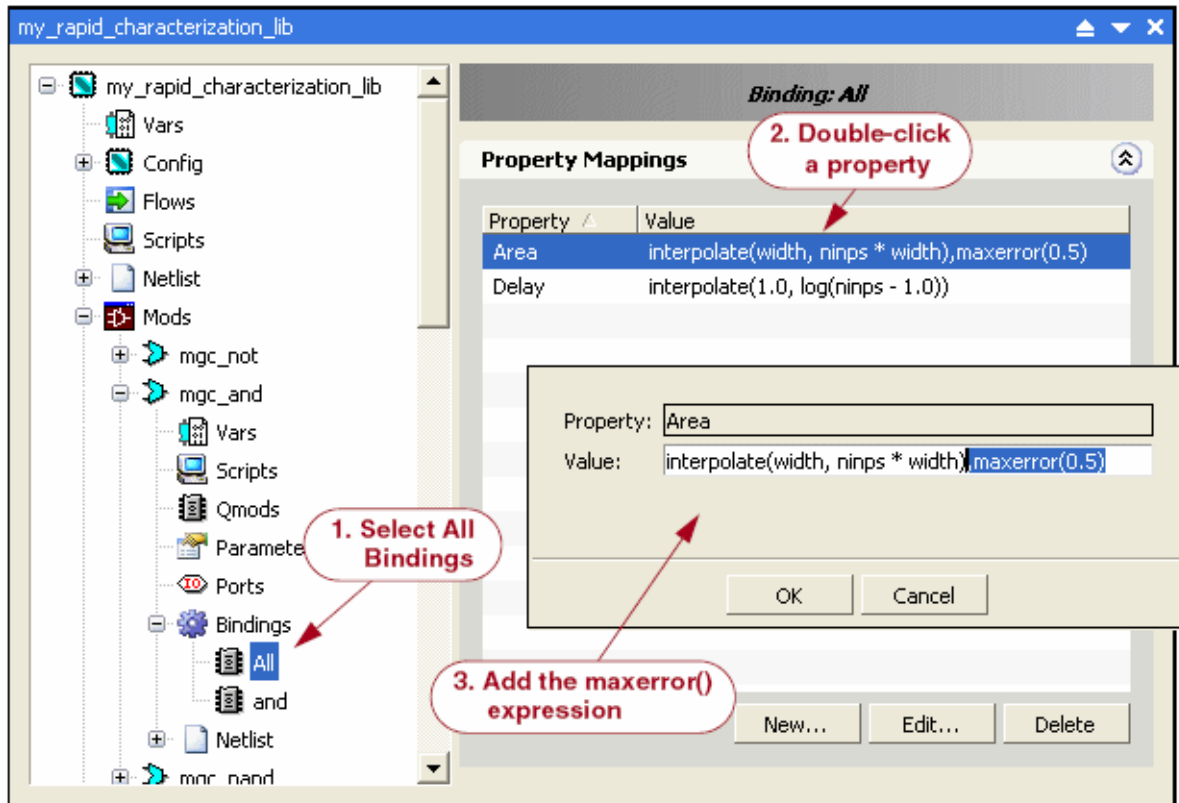 my_rapid_characterization_lib
my_rapid_characterization_lib
Vars
Config
Flows
Scripts
Netlist
Mods
mgc_not
mgc_and
Vars
Scripts
Qmods
Paramete
IO Ports
Bindings
All
and
Netlist
mgc_nand
1. Select All
Bindings
Binding: All
2. Double-click
a property
Property Mappings
Property Value
Area interpolate(width, ninps * width),maxerror(0.5)
Delay interpolate(1.0, log(ninps - 1.0))
Property: Area
Value: interpolate(width, ninps * width),maxerror(0.5)
OK Cancel
3. Add the maxerror()
expression
New... Edit... Delete